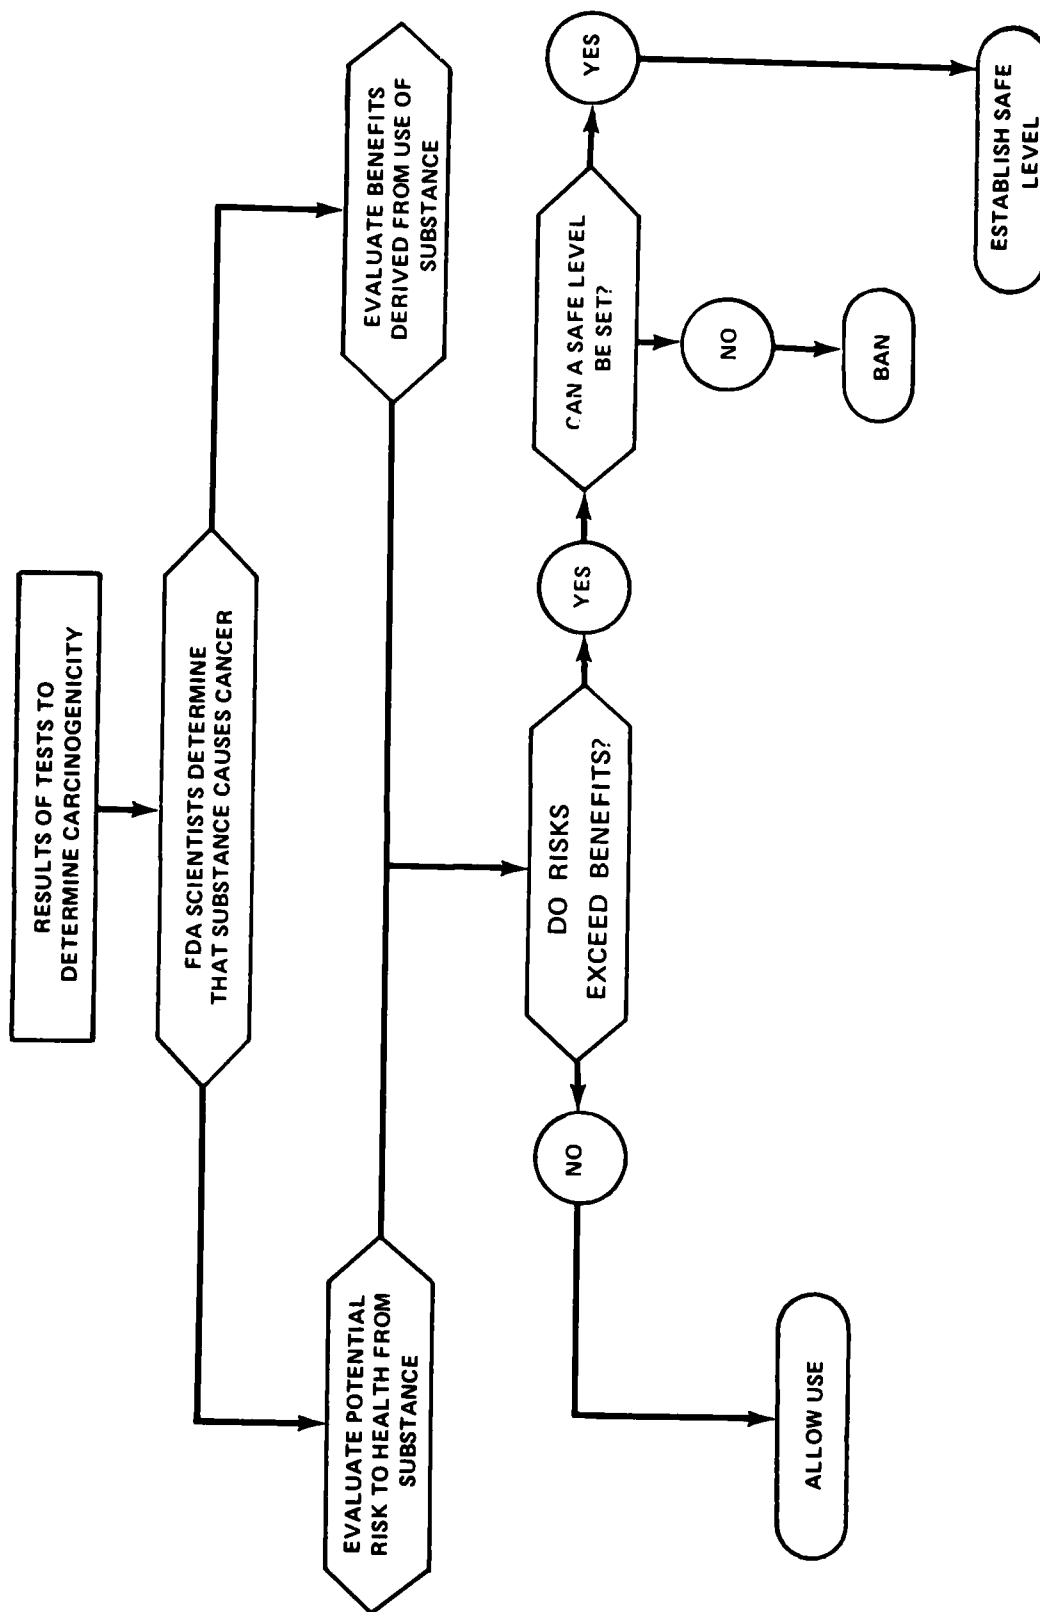 RESULTS OF TESTS TO
DETERMINE CARCINOGENICITY
FDA SCIENTISTS DETERMINE
THAT SUBSTANCE CAUSES CANCER
EVALUATE POTENTIAL
RISK TO HEALTH FROM
SUBSTANCE
EVALUATE BENEFITS
DERIVED FROM USE OF
SUBSTANCE
DO RISKS
EXCEED BENEFITS?
NO
YES
CAN A SAFE LEVEL
BE SET?
YES
NO
ALLOW USE
BAN
ESTABLISH SAFE
LEVEL